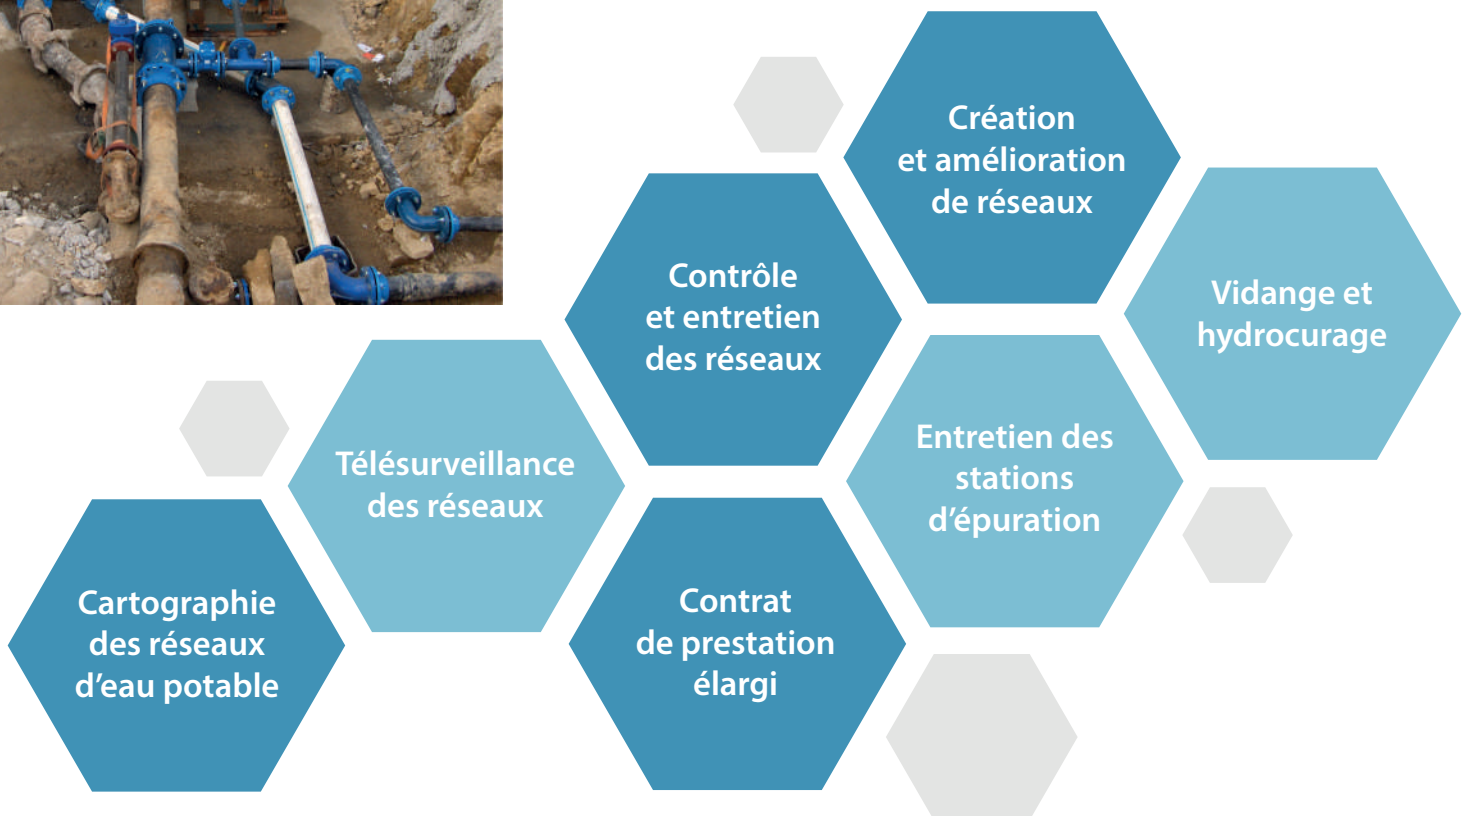 Création
et amélioration
de réseaux
Contrôle
et entretien
des réseaux
Vidange et
hydrocurage
Télésurveillance
des réseaux
Entretien des
stations
d’épuration
Cartographie
des réseaux
d’eau potable
Contrat
de prestation
élargi